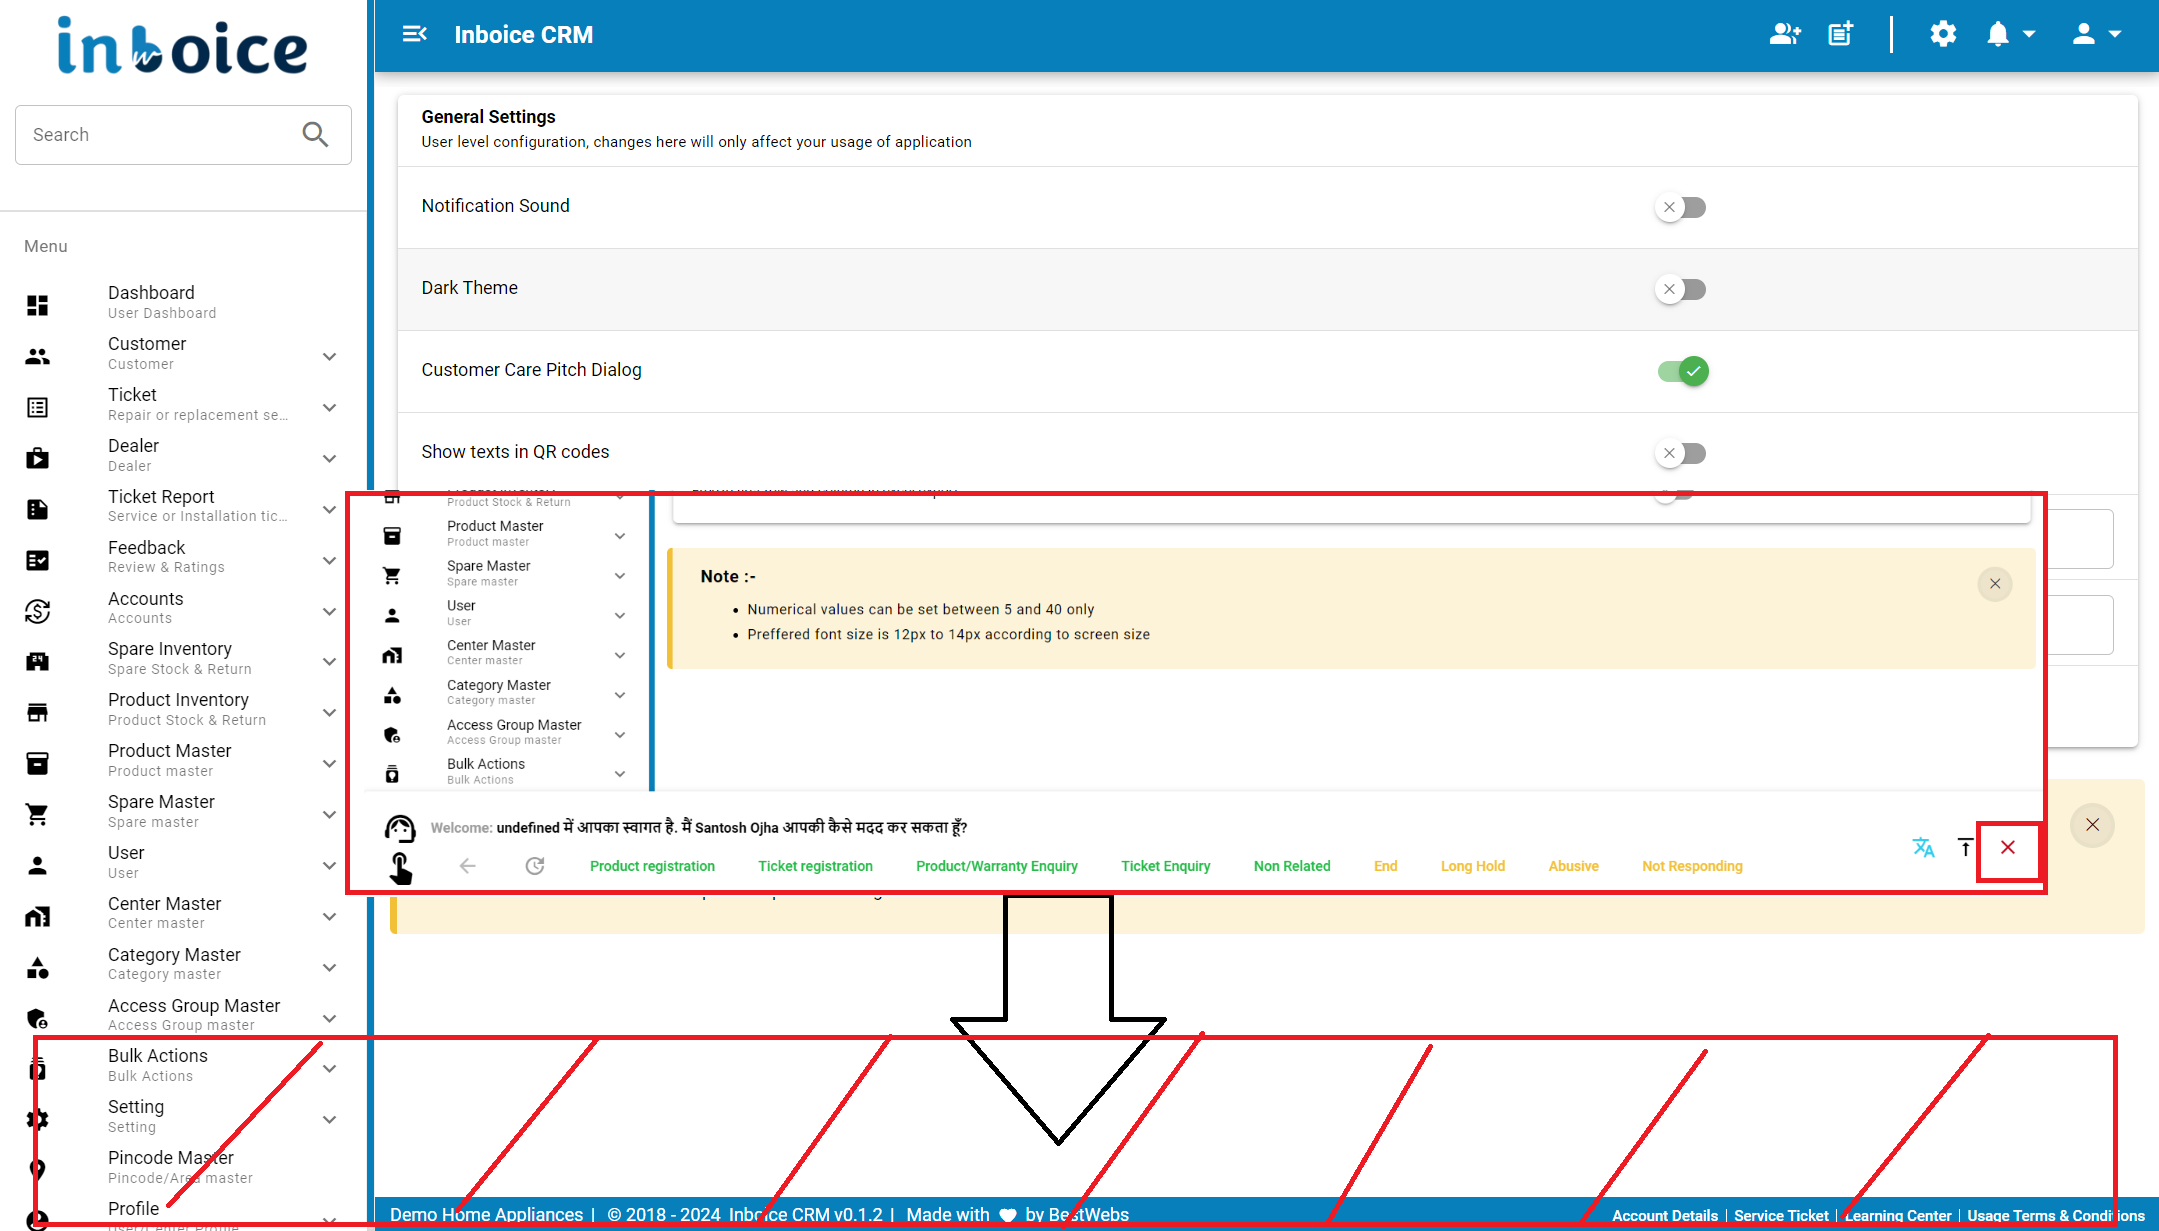 inboice
Search
Menu
Dashboard
User Dashboard
Customer
Customer
Ticket
Repair or replacement se...
Dealer
Dealer
Ticket Report
Service or Installation tic...
Feedback
Review & Ratings
Accounts
Accounts
Spare Inventory
Spare Stock & Return
Product Inventory
Product Stock & Return
Product Master
Product master
Spare Master
Spare master
User
User
Center Master
Center master
Category Master
Category master
Access Group Master
Access Group master
Bulk Actions
Bulk Actions
Setting
Setting
Pincode Master
Pincode/Area master
Profile
Inboice CRM
General Settings
User level configuration, changes here will only affect your usage of application
Notification Sound
Dark Theme
Customer Care Pitch Dialog
Show texts in QR codes
Product Stock & Return
Product Master
Product master
Spare Master
Spare master
User
User
Center Master
Center master
Category Master
Category master
Access Group Master
Access Group master
Bulk Actions
Bulk Actions
Note :-
• Numerical values can be set between 5 and 40 only
• Preffered font size is 12px to 14px according to screen size
Welcome: undefined में आपका स्वागत है. मैं Santosh Ojha आपकी कैसे मदद कर सकता हूँ?
Product registration Ticket registration Product/Warranty Enquiry Ticket Enquiry Non Related End Long Hold Abusive Not Responding
Demo Home Appliances | © 2018 - 2024 Inboice CRM v0.1.2 | Made with by BestWebs
Account Details | Service Ticket | Learning Center | Usage Terms & Conditions